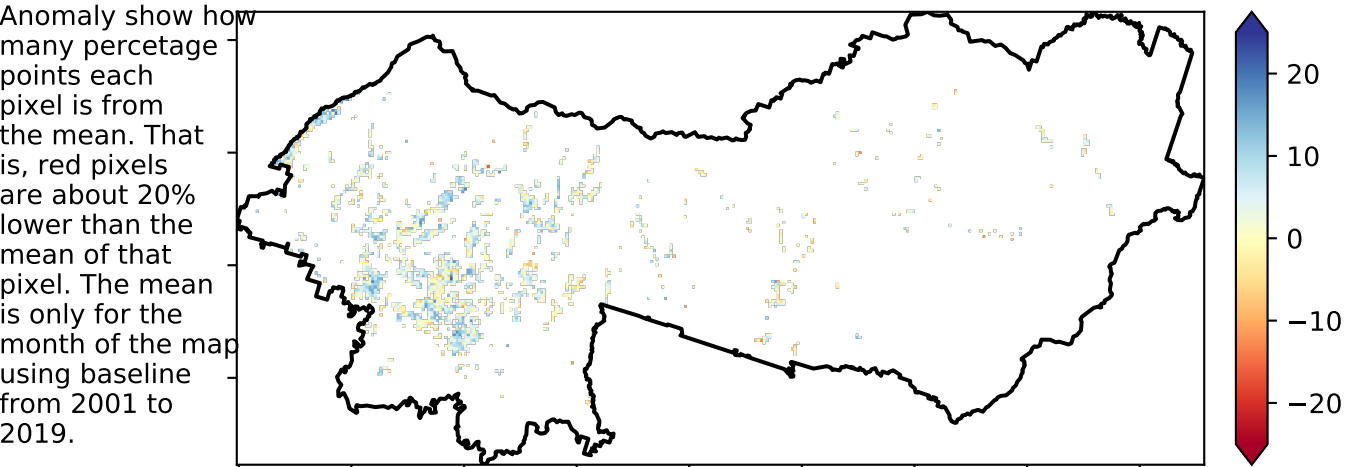 Anomaly show how
many percetage
points each
pixel is from
the mean. That
is, red pixels
are about 20%
lower than the
mean of that
pixel. The mean
is only for the
month of the map
using baseline
from 2001 to
2019.
20
10
0
−10
−20